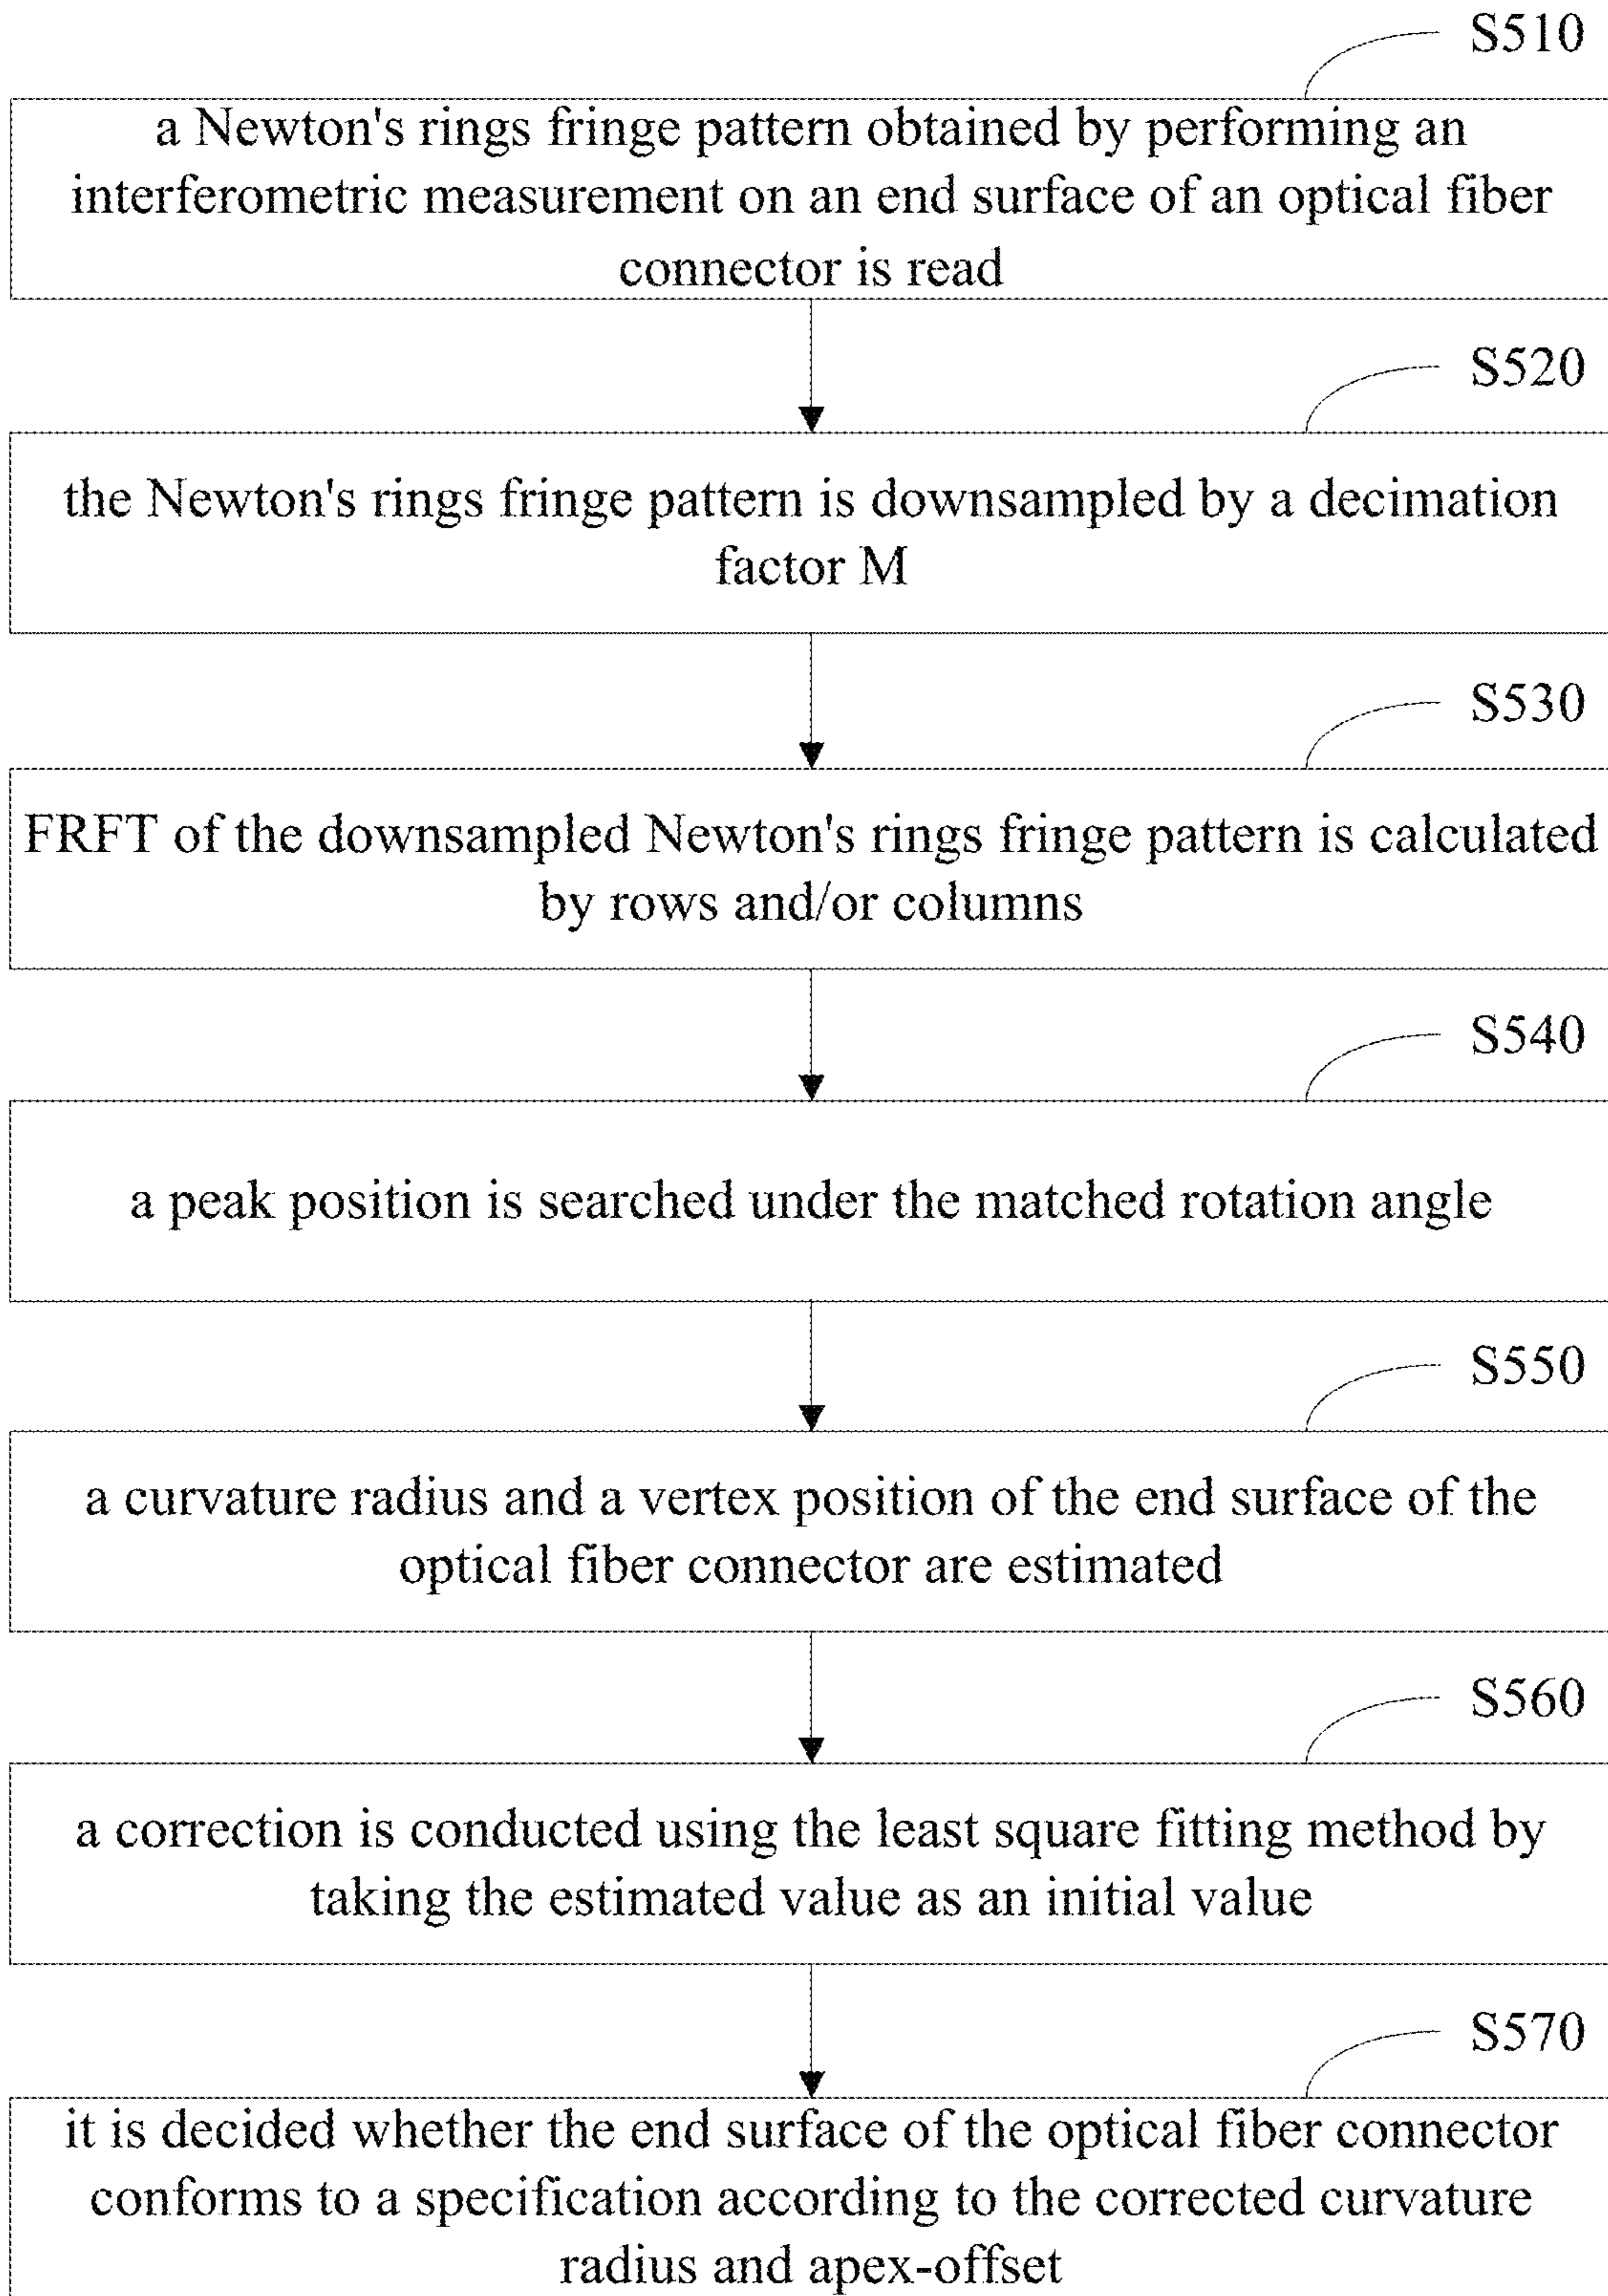 S510
a Newton's rings fringe pattern obtained by performing an
interferometric measurement on an end surface of an optical fiber
connector is read
S520
the Newton's rings fringe pattern is downsampled by a decimation
factor M
S530
FRFT of the downsampled Newton's rings fringe pattern is calculated
by rows and/or columns
S540
a peak position is searched under the matched rotation angle
S550
a curvature radius and a vertex position of the end surface of the
optical fiber connector are estimated
S560
a correction is conducted using the least square fitting method by
taking the estimated value as an initial value
S570
it is decided whether the end surface of the optical fiber connector
conforms to a specification according to the corrected curvature
radius and apex-offset